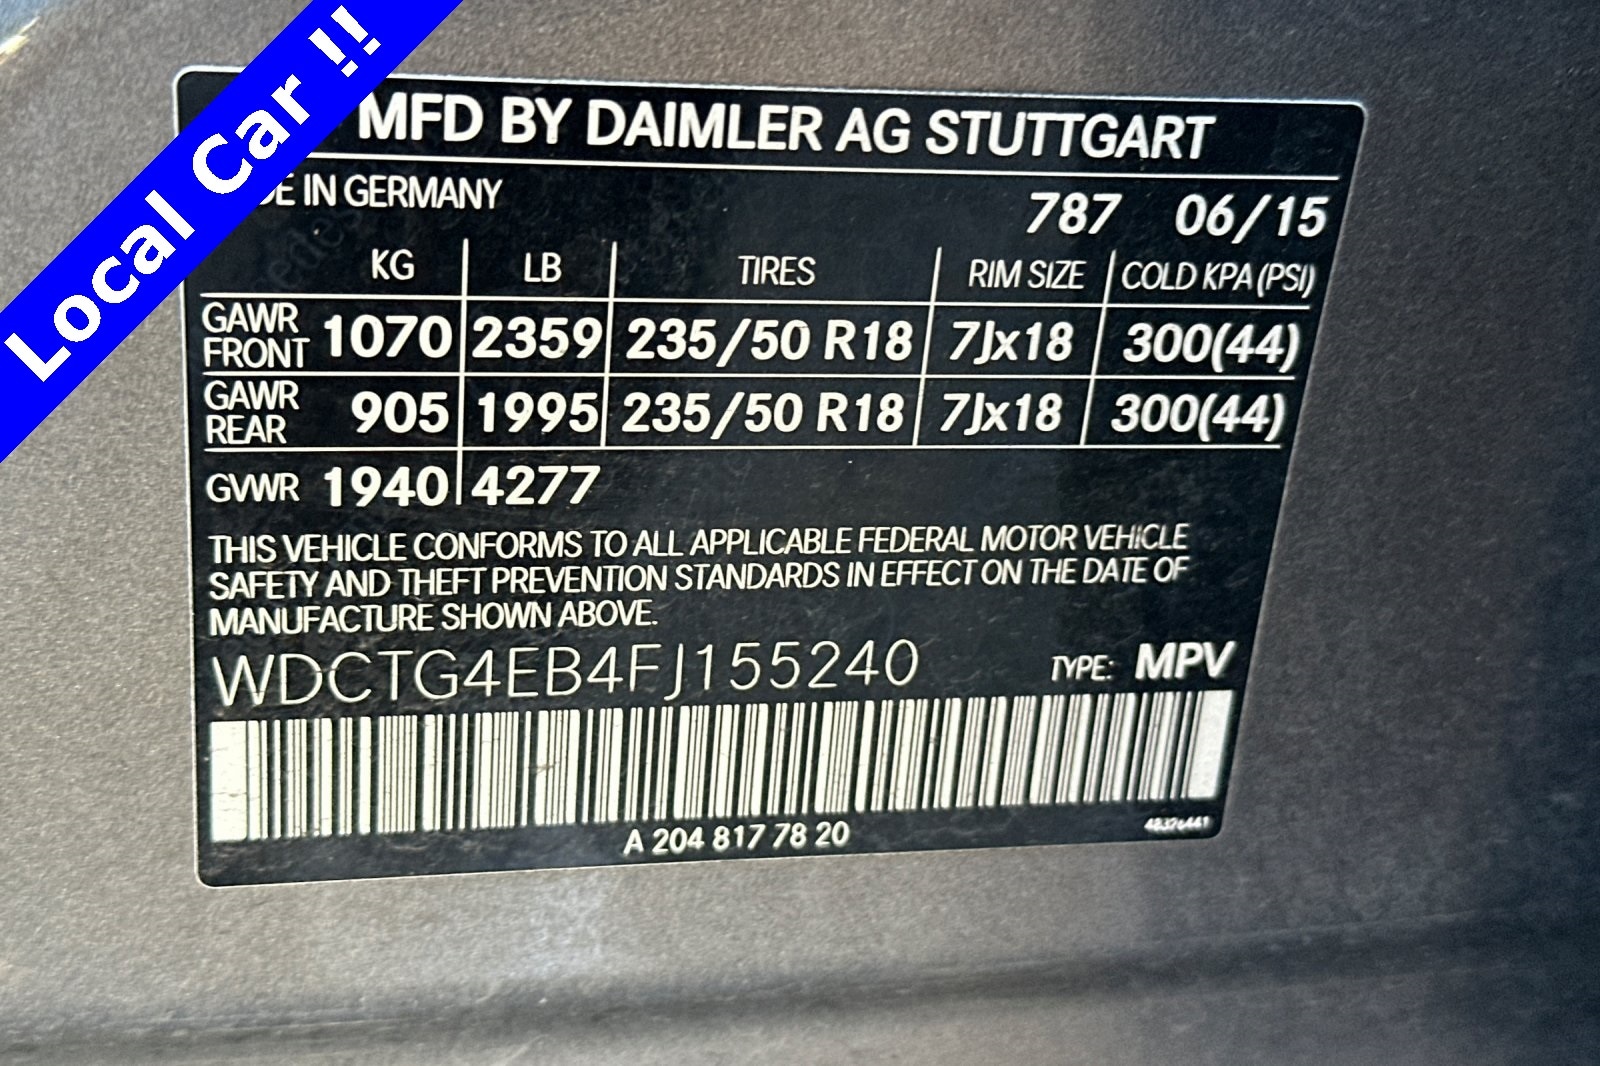 Local Car !!
MFD BY DAIMLER AG STUTTGART
DE IN GERMANY
787 06/15
KG LB TIRES RIM SIZE COLD KPA (PSI)
GAWR FRONT 1070 2359 235/50 R18 7Jx18 300(44)
GAWR REAR 905 1995 235/50 R18 7Jx18 300(44)
GVWR 1940 4277
THIS VEHICLE CONFORMS TO ALL APPLICABLE FEDERAL MOTOR VEHICLE
SAFETY AND THEFT PREVENTION STANDARDS IN EFFECT ON THE DATE OF
MANUFACTURE SHOWN ABOVE.
WDCTG4EB4FJ155240 TYPE: MPV
A 204 817 78 20